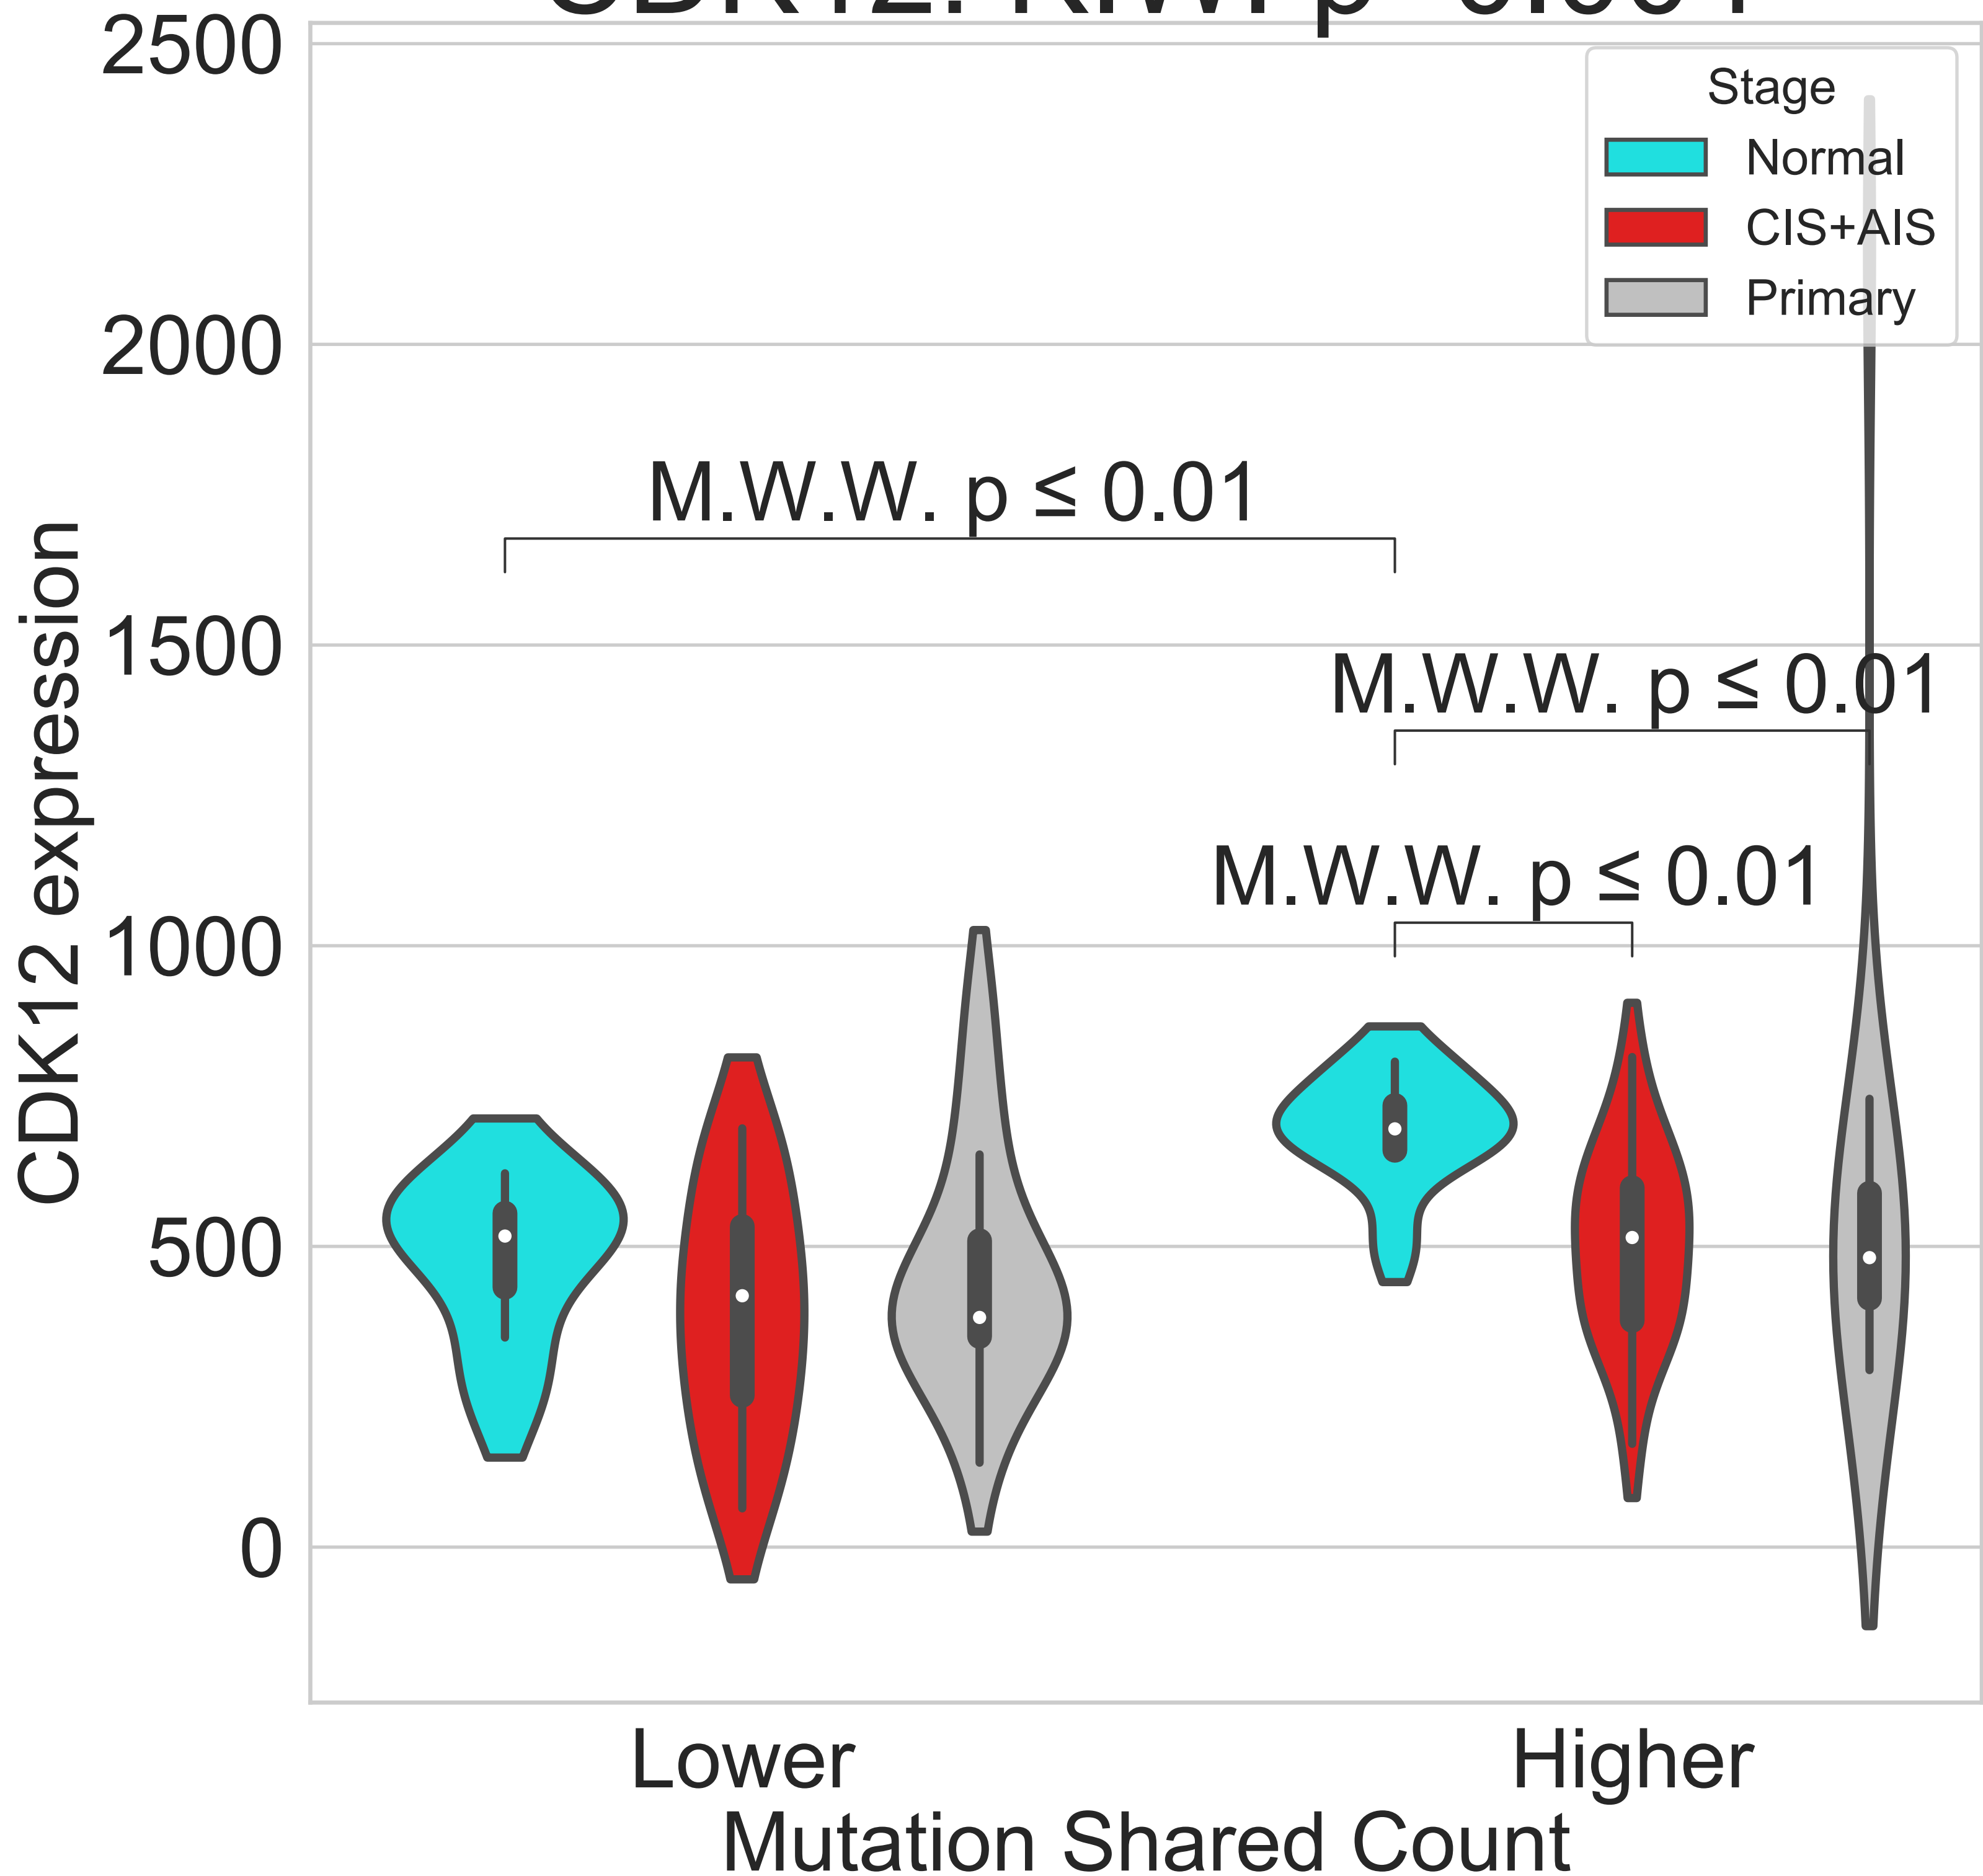 2500
Stage
Normal
CIS+AIS
Primary
2000
M.W.W. p ≤ 0.01
1500
M.W.W. p ≤ 0.01
M.W.W. p ≤ 0.01
1000
500
0
CDK12 expression
Lower Higher
Mutation Shared Count